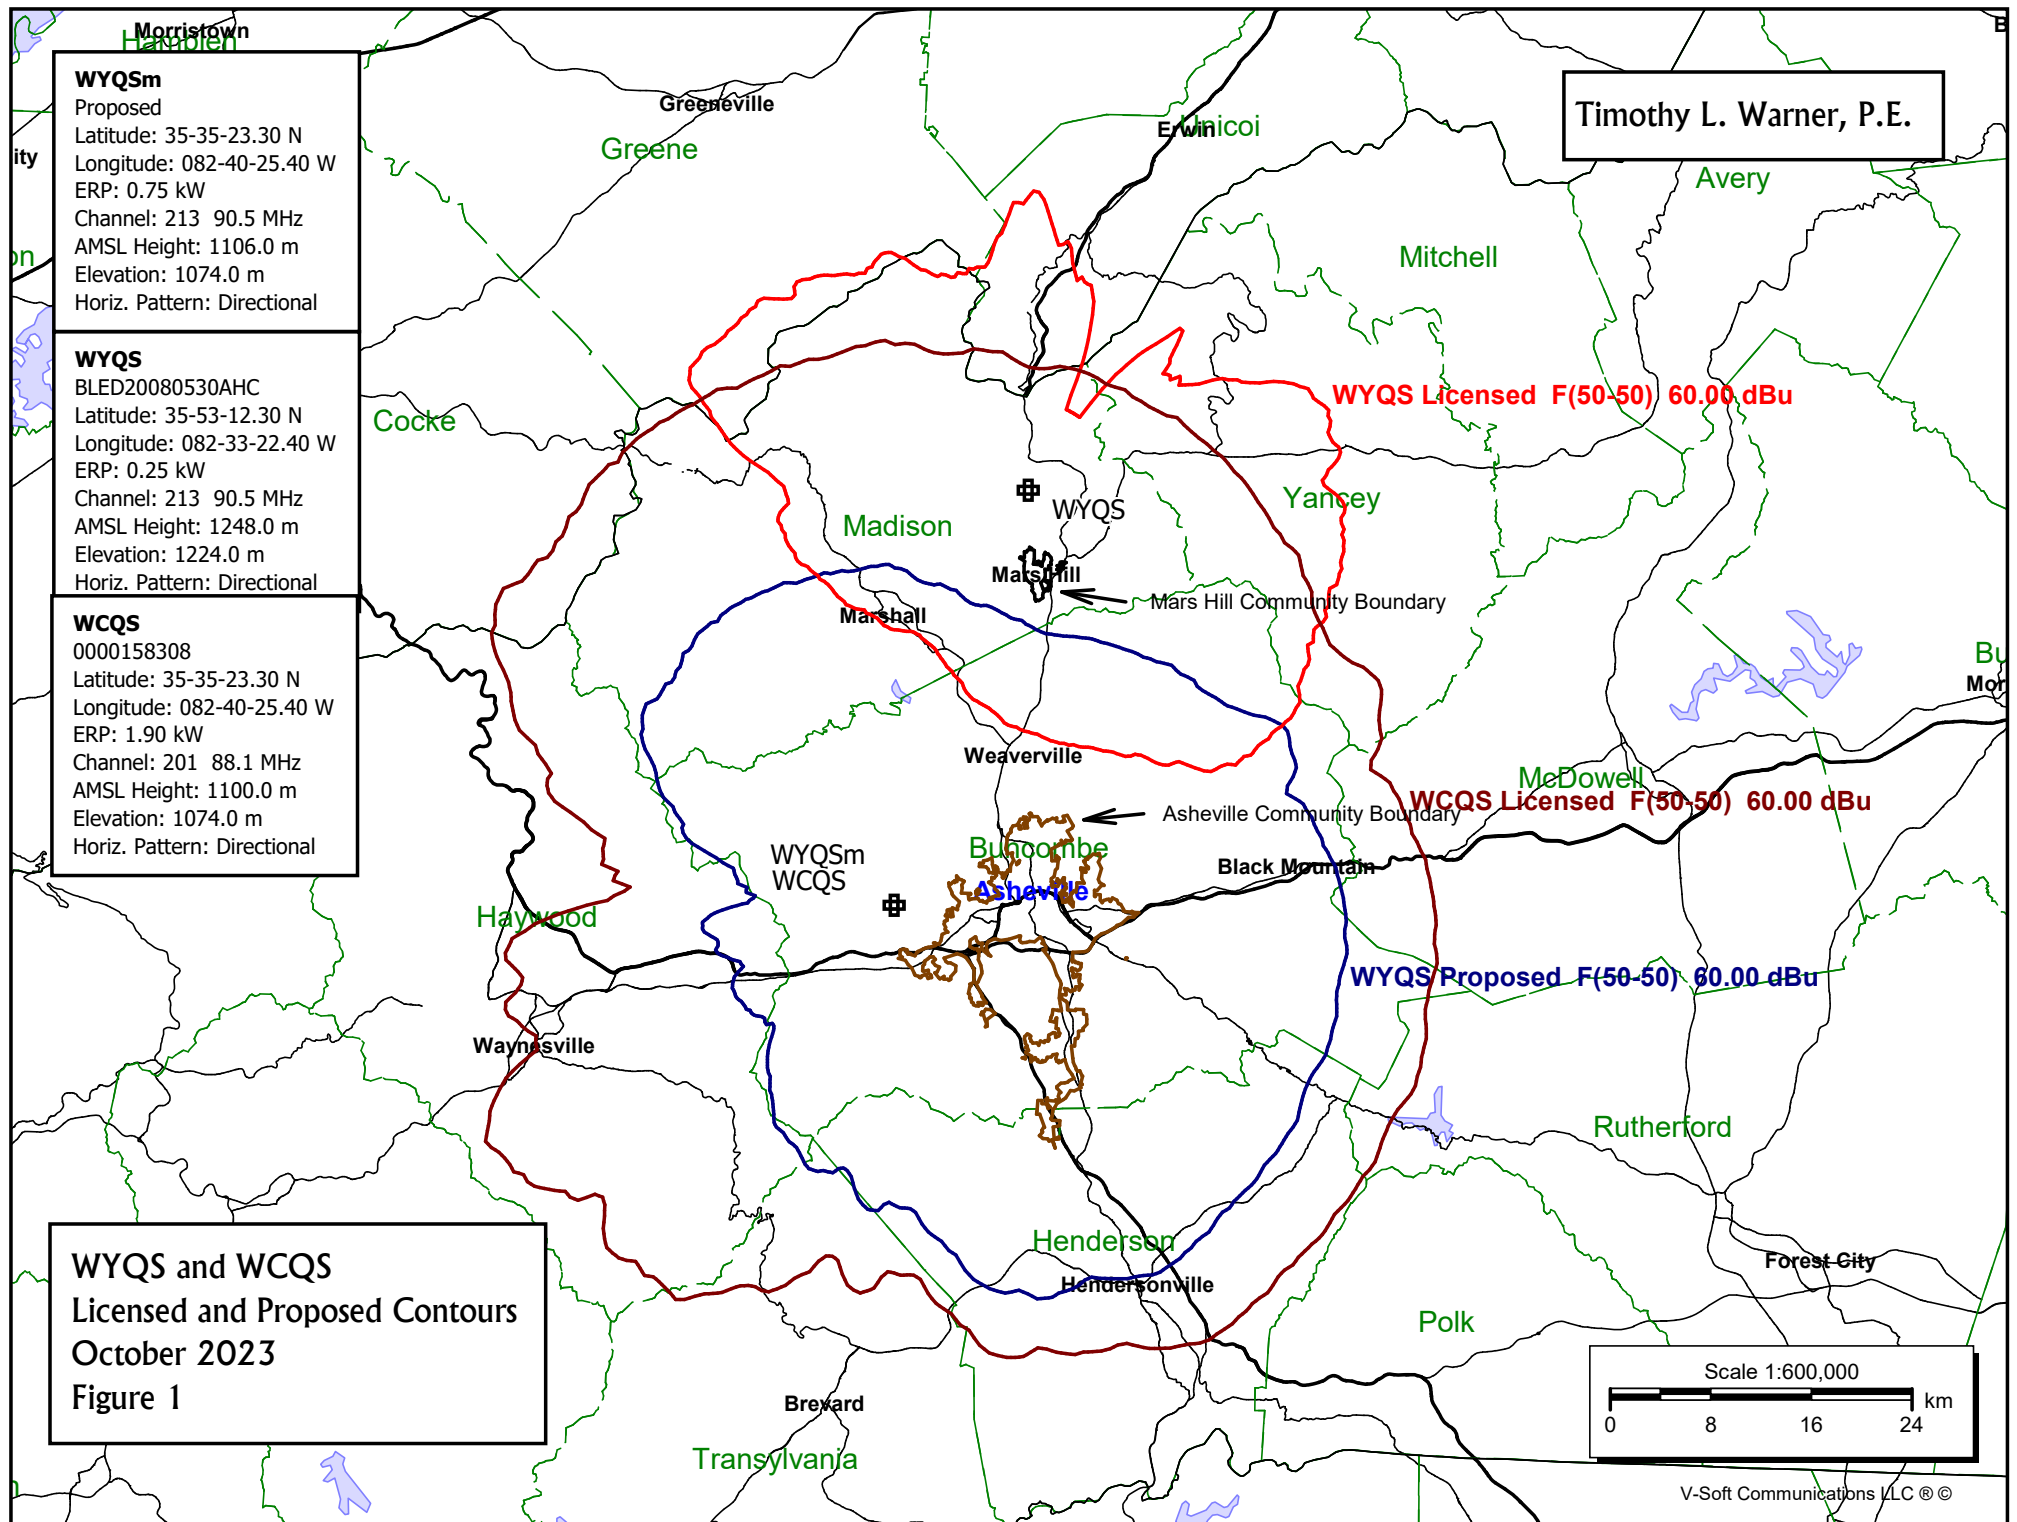 Morristown
Hamblen
B
WYQSm
Proposed
Latitude: 35-35-23.30 N
Longitude: 082-40-25.40 W
ERP: 0.75 kW
Channel: 213 90.5 MHz
AMSL Height: 1106.0 m
Elevation: 1074.0 m
Horiz. Pattern: Directional
WYQS
BLED20080530AHC
Latitude: 35-53-12.30 N
Longitude: 082-33-22.40 W
ERP: 0.25 kW
Channel: 213 90.5 MHz
AMSL Height: 1248.0 m
Elevation: 1224.0 m
Horiz. Pattern: Directional
WCQS
0000158308
Latitude: 35-35-23.30 N
Longitude: 082-40-25.40 W
ERP: 1.90 kW
Channel: 201 88.1 MHz
AMSL Height: 1100.0 m
Elevation: 1074.0 m
Horiz. Pattern: Directional
Timothy L. Warner, P.E.
Greeneville
Greene
Erwin
Unicoi
ity
Avery
on
Mitchell
WYQS Licensed F(50-50) 60.00 dBu
Cocke
Yancey
WYQS
Madison
Mars Hill
Mars Hill Community Boundary
Marshall
Bu
Mor
Weaverville
McDowell
WCQS Licensed F(50-50) 60.00 dBu
Asheville Community Boundary
Buncombe
WYQSm
WCQS
Black Mountain
Asheville
Haywood
WYQS Proposed F(50-50) 60.00 dBu
Waynesville
Rutherford
Henderson
Hendersonville
Forest City
Polk
WYQS and WCQS
Licensed and Proposed Contours
October 2023
Figure 1
Brevard
Transylvania
Scale 1:600,000
km
0 8 16 24
V-Soft Communications LLC ® ©